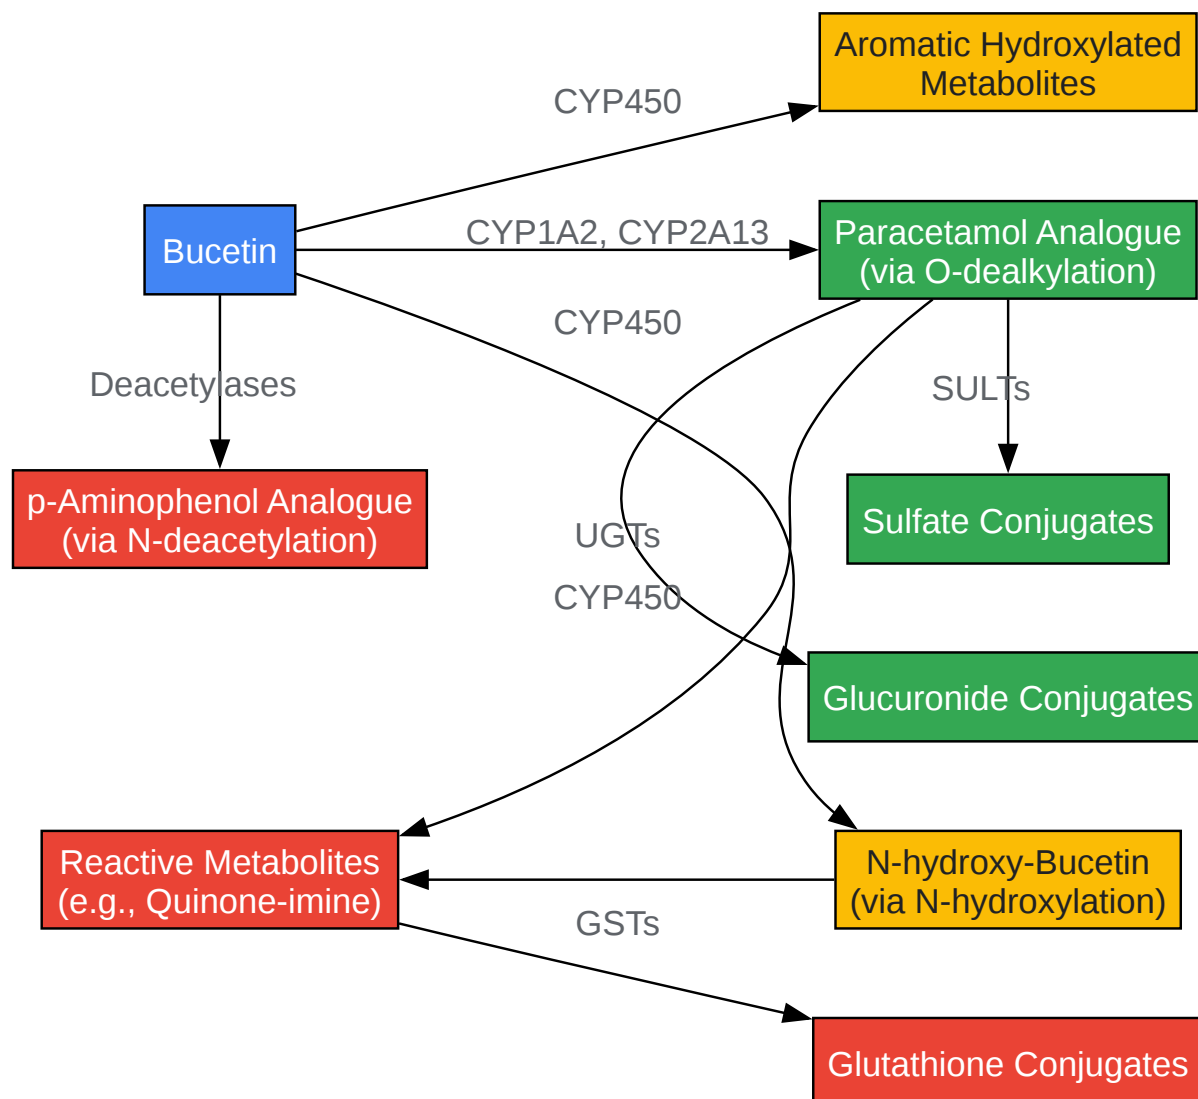 Aromatic Hydroxylated
Metabolites
CYP450
Bucetin
CYP1A2, CYP2A13
Paracetamol Analogue
(via O-dealkylation)
CYP450
Deacetylases
SULTs
p-Aminophenol Analogue
(via N-deacetylation)
Sulfate Conjugates
UGTs
CYP450
Glucuronide Conjugates
Reactive Metabolites
(e.g., Quinone-imine)
N-hydroxy-Bucetin
(via N-hydroxylation)
GSTs
Glutathione Conjugates